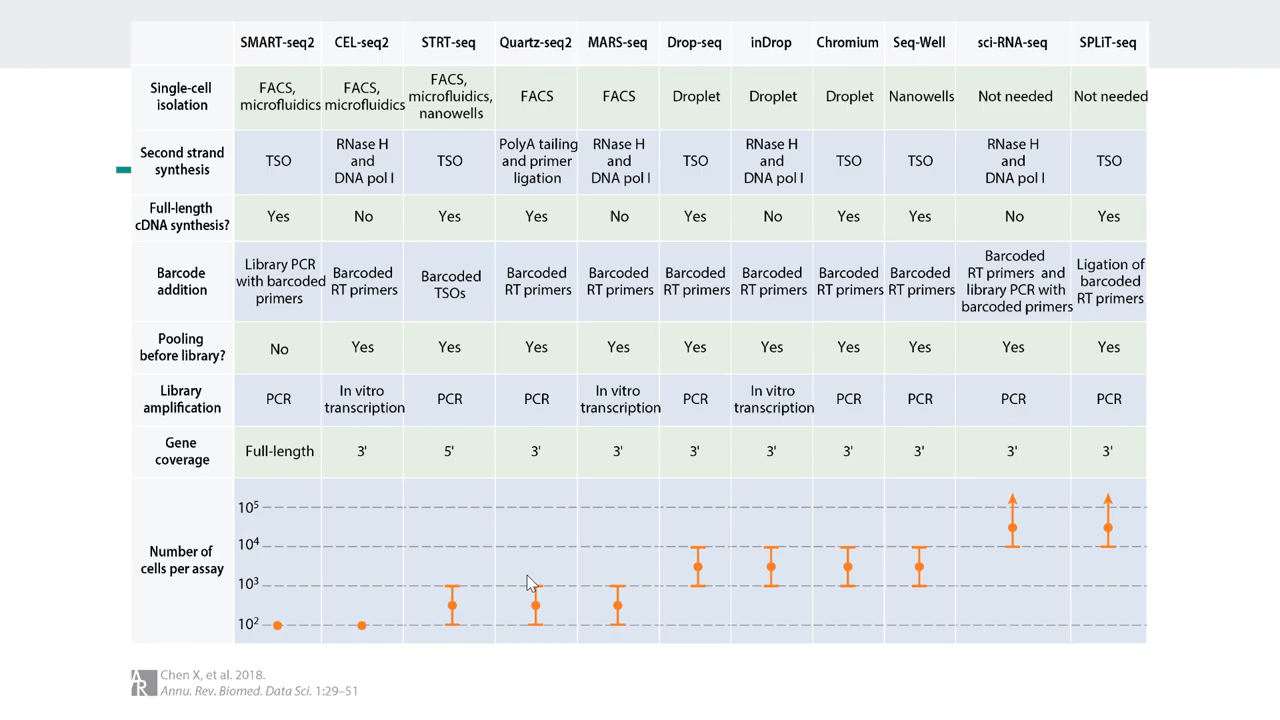 SMART-seq2 CEL-seq2 STRT-seq Quartz-seq2 MARS-seq Drop-seq inDrop Chromium Seq-Well sci-RNA-seq SPLiT-seq
Single-cell
isolation
FACS,
microfluidics
FACS,
microfluidics
FACS,
microfluidics,
nanowells
FACS
FACS
Droplet
Droplet
Droplet
Nanowells
Not needed
Not needed
Second strand
synthesis
TSO
RNase H
and
DNA pol I
TSO
PolyA tailing
and primer
ligation
RNase H
and
DNA pol I
TSO
RNase H
and
DNA pol I
TSO
TSO
RNase H
and
DNA pol I
TSO
Full-length
cDNA synthesis?
Yes
No
Yes
Yes
No
Yes
No
Yes
Yes
No
Yes
Barcode
addition
Library PCR
with barcoded
primers
Barcoded
RT primers
Barcoded
TSOs
Barcoded
RT primers
Barcoded
RT primers
Barcoded
RT primers
Barcoded
RT primers
Barcoded
RT primers
Barcoded
RT primers
Barcoded
RT primers and
library PCR with
barcoded primers
Ligation of
barcoded
RT primers
Pooling
before library?
No
Yes
Yes
Yes
Yes
Yes
Yes
Yes
Yes
Yes
Yes
Library
amplification
PCR
In vitro
transcription
PCR
PCR
In vitro
transcription
PCR
In vitro
transcription
PCR
PCR
PCR
PCR
Gene
coverage
Full-length
3'
5'
3'
3'
3'
3'
3'
3'
3'
3'
Number of
cells per assay
10⁵
10⁴
10³
10²
AR
Chen X, et al. 2018.
Annu. Rev. Biomed. Data Sci. 1:29–51